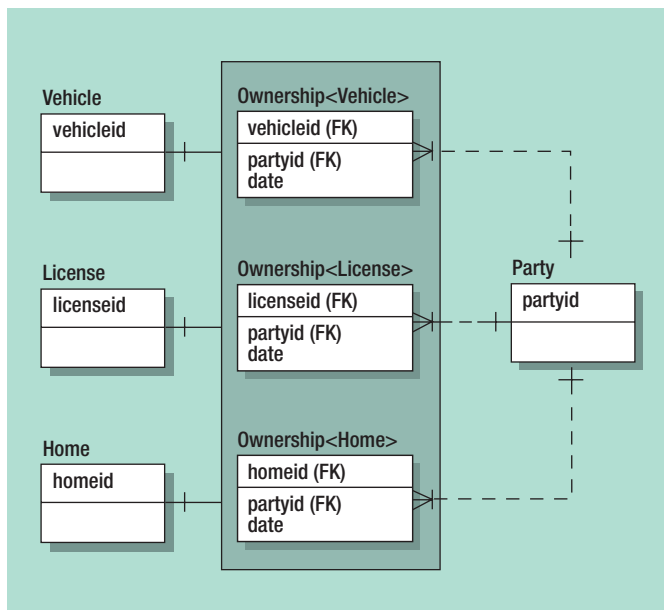 Vehicle
vehicleid
Ownership<Vehicle>
vehicleid (FK)
partyid (FK)
date
License
licenseid
Ownership<License>
licenseid (FK)
partyid (FK)
date
Party
partyid
Home
homeid
Ownership<Home>
homeid (FK)
partyid (FK)
date